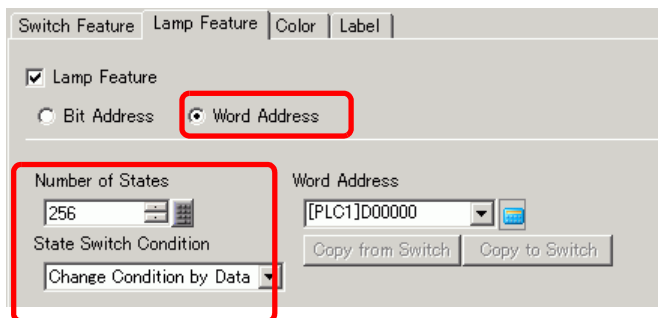 Switch Feature Lamp Feature Color Label
Lamp Feature
Bit Address Word Address
Number of States Word Address
256 [PLC1]D00000
State Switch Condition Copy from Switch Copy to Switch
Change Condition by Data